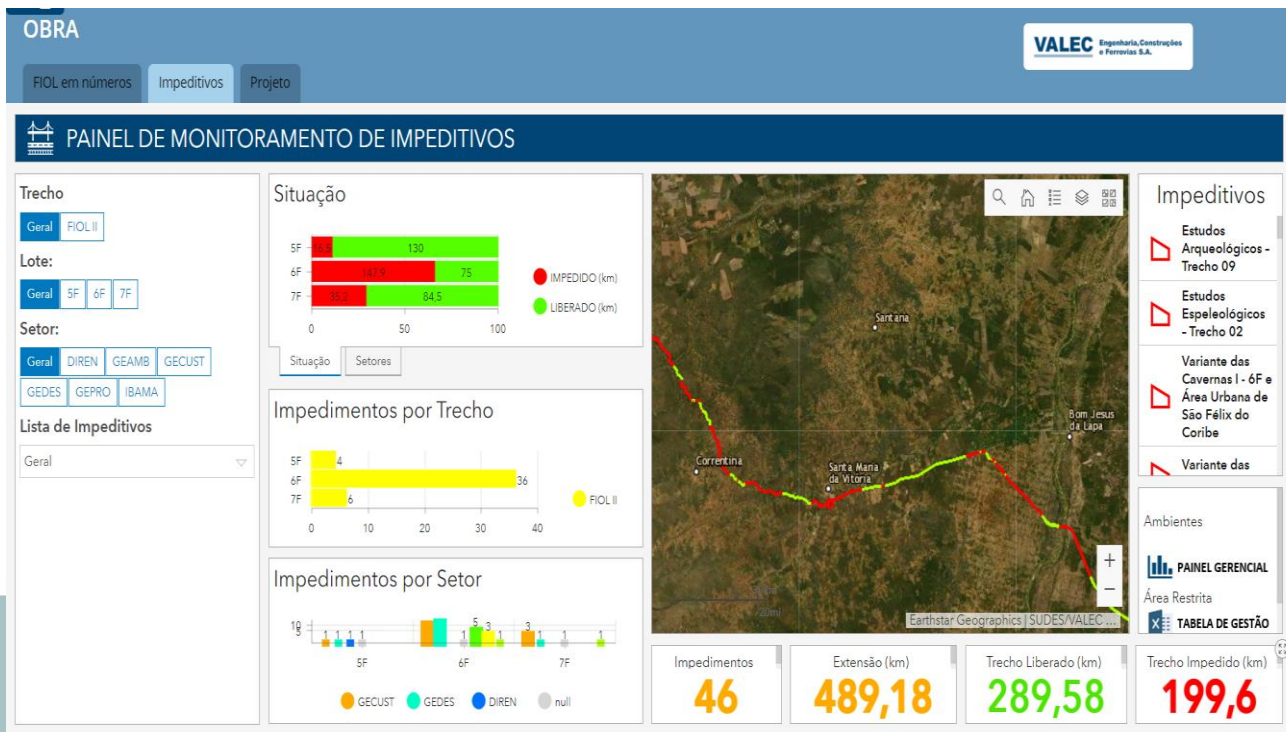 OBRA
VALEC Engenharia, Construções
e Ferrovias S.A.
FIOL em números
Impeditivos
Projeto
PAINEL DE MONITORAMENTO DE IMPEDITIVOS
Trecho
Geral FIOL II
Lote:
Geral 5F 6F 7F
Setor:
Geral DIREN GEAMB GECUST
GEDES GEPRO IBAMA
Lista de Impeditivos
Geral
Situação
5F 16,5 130
6F 147,9 75
7F 35,2 84,5
0 50 100
IMPEDIDO (km)
LIBERADO (km)
Situação Setores
Impedimentos por Trecho
5F 4
6F 36
7F 6
0 10 20 30 40
FIOL II
Impedimentos por Setor
10
5
1 1 1 1 1 5 3 1 3 1 1 1
5F 6F 7F
GECUST GEDES DIREN null
Santana
Bom Jesus
da Lapa
Correntina
Santa Maria
da Vitoria
20mi
Earthstar Geographics | SUDES/VALEC ...
+
−
Impeditivos
Estudos
Arqueológicos -
Trecho 09
Estudos
Espeleológicos
- Trecho 02
Variante das
Cavernas I - 6F e
Área Urbana de
São Félix do
Coribe
Variante das
Ambientes
PAINEL GERENCIAL
Área Restrita
TABELA DE GESTÃO
Impedimentos
46
Extensão (km)
489,18
Trecho Liberado (km)
289,58
Trecho Impedido (km)
199,6